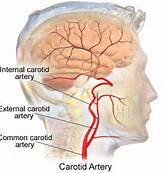 Internal carotid
artery
External carotid
artery
Common carotid
artery
Carotid Artery